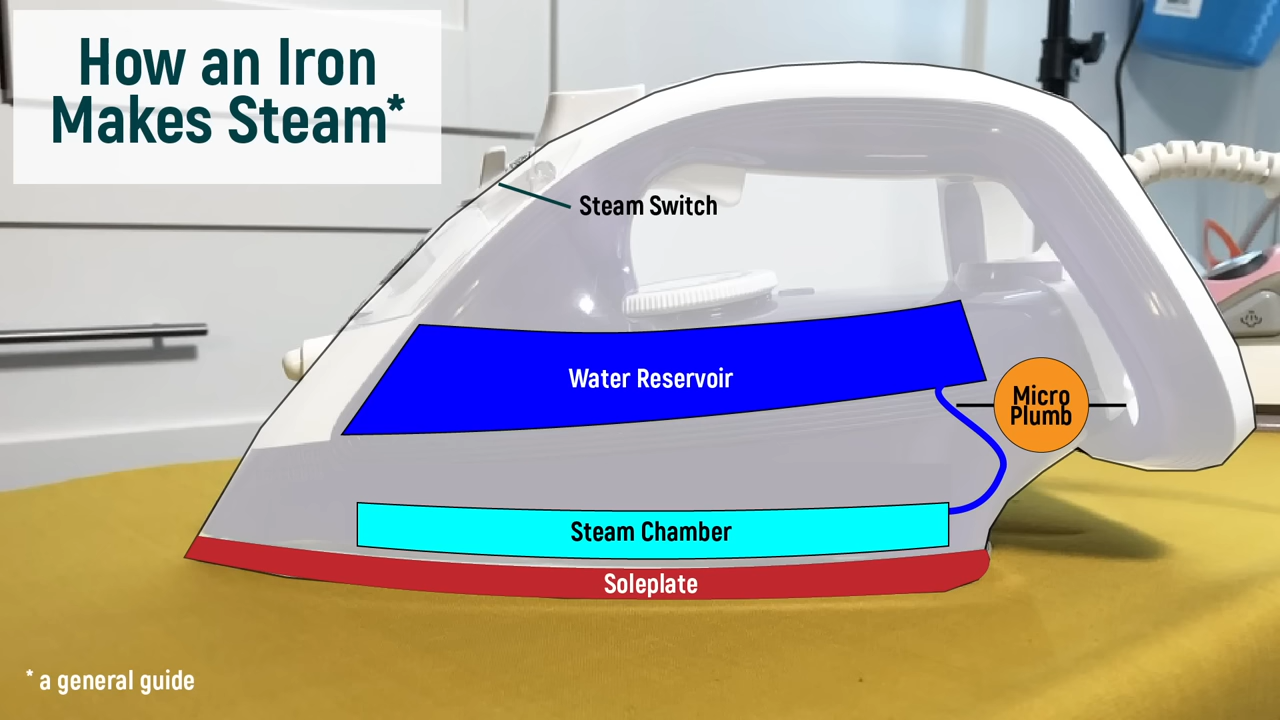 How an Iron
Makes Steam*
Steam Switch
Water Reservoir
Micro
Plumb
Steam Chamber
Soleplate
* a general guide